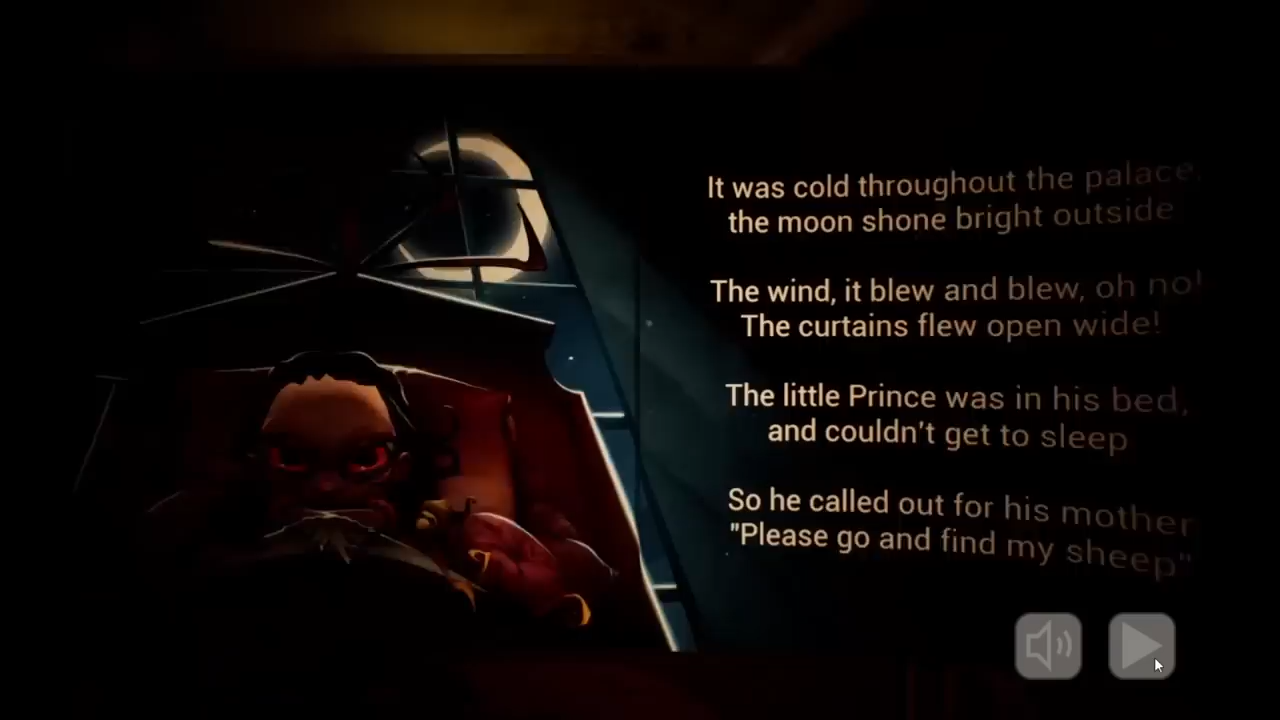 It was cold throughout the palace,
the moon shone bright outside
The wind, it blew and blew, oh no!
The curtains flew open wide!
The little Prince was in his bed,
and couldn't get to sleep
So he called out for his mother
"Please go and find my sheep"